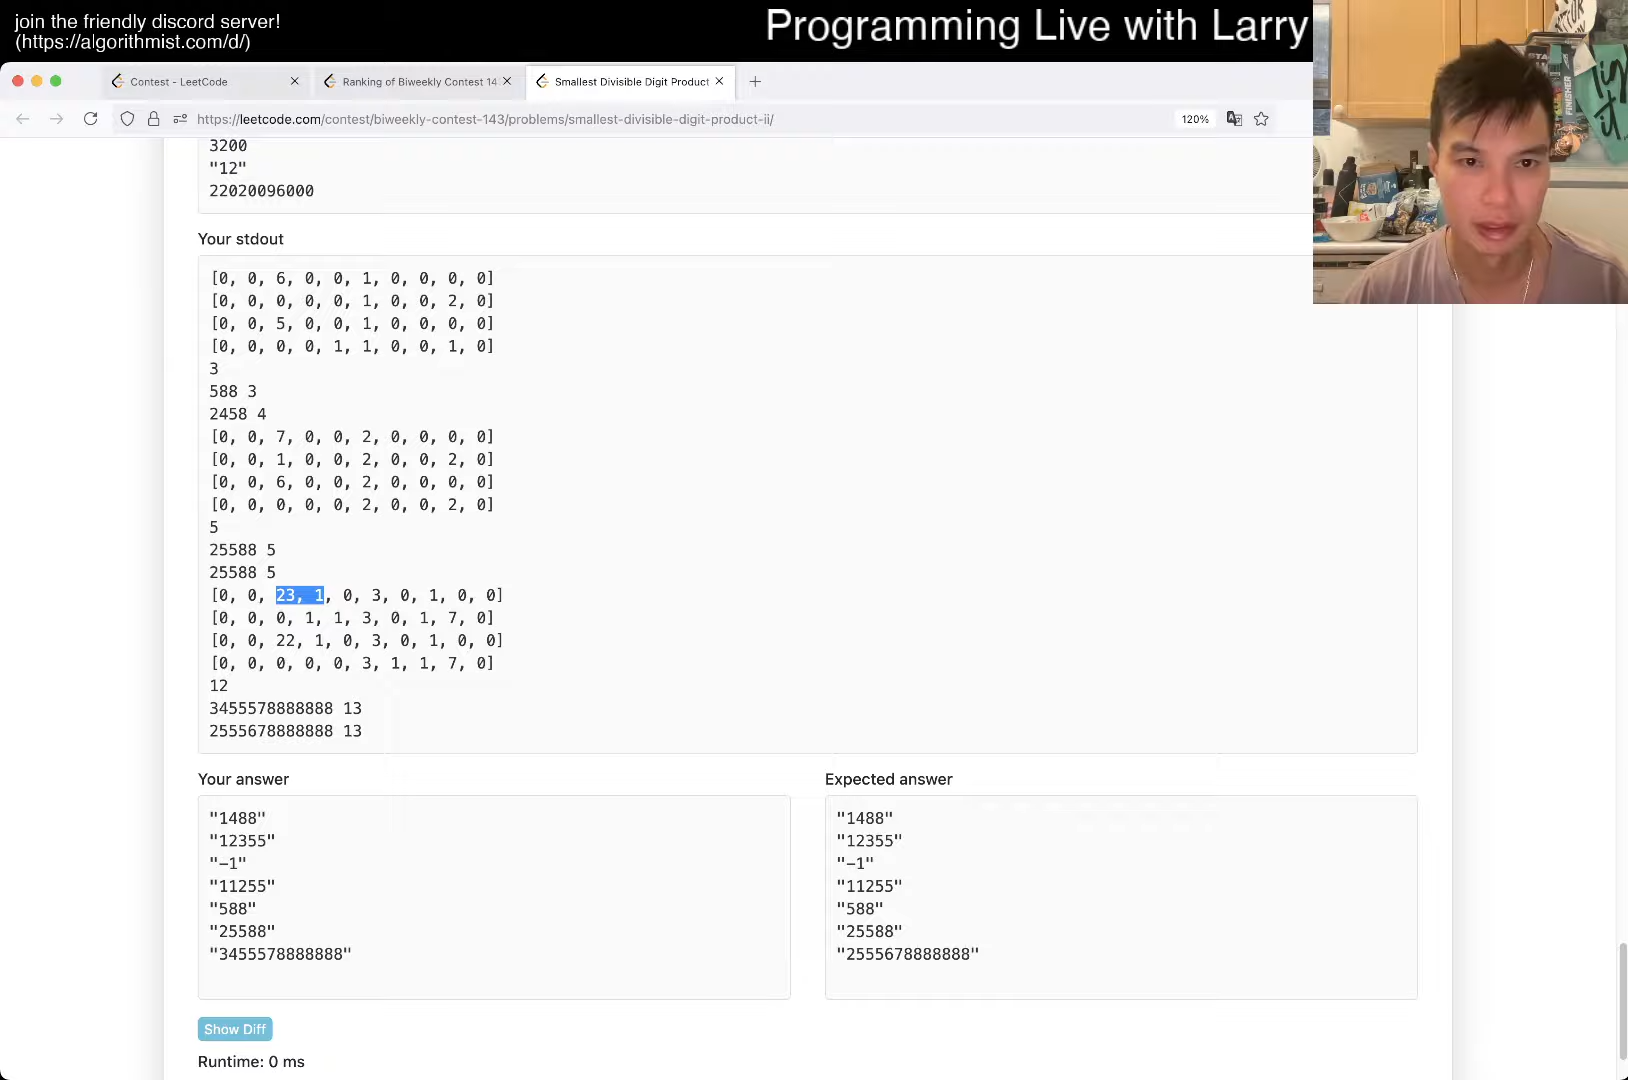 join the friendly discord server!
(https://algorithmist.com/d/)
Programming Live with Larry
Contest - LeetCode
Ranking of Biweekly Contest 14
Smallest Divisible Digit Product
https://leetcode.com/contest/biweekly-contest-143/problems/smallest-divisible-digit-product-ii/
120%
3200
"12"
22020096000
Your stdout
[0, 0, 6, 0, 0, 1, 0, 0, 0, 0]
[0, 0, 0, 0, 0, 1, 0, 0, 2, 0]
[0, 0, 5, 0, 0, 1, 0, 0, 0, 0]
[0, 0, 0, 0, 1, 1, 0, 0, 1, 0]
3
588 3
2458 4
[0, 0, 7, 0, 0, 2, 0, 0, 0, 0]
[0, 0, 1, 0, 0, 2, 0, 0, 2, 0]
[0, 0, 6, 0, 0, 2, 0, 0, 0, 0]
[0, 0, 0, 0, 0, 2, 0, 0, 2, 0]
5
25588 5
25588 5
[0, 0, 23, 1, 0, 3, 0, 1, 0, 0]
[0, 0, 0, 1, 1, 3, 0, 1, 7, 0]
[0, 0, 22, 1, 0, 3, 0, 1, 0, 0]
[0, 0, 0, 0, 0, 3, 1, 1, 7, 0]
12
3455578888888 13
2555678888888 13
Your answer
"1488"
"12355"
"-1"
"11255"
"588"
"25588"
"3455578888888"
Expected answer
"1488"
"12355"
"-1"
"11255"
"588"
"25588"
"2555678888888"
Show Diff
Runtime: 0 ms